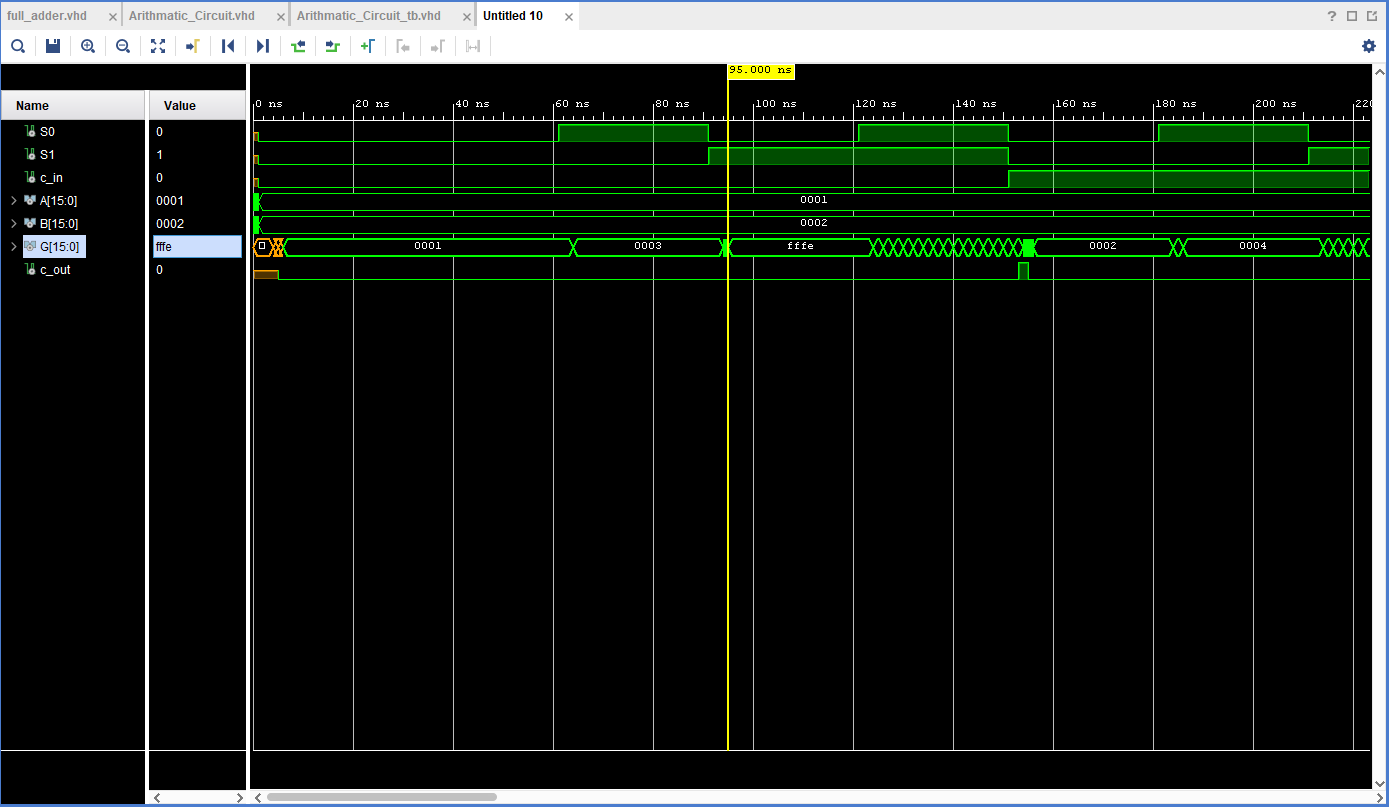 full_adder.vhd Arithmatic_Circuit.vhd Arithmatic_Circuit_tb.vhd Untitled 10
95.000 ns
Name Value
0 ns 20 ns 40 ns 60 ns 80 ns 100 ns 120 ns 140 ns 160 ns 180 ns 200 ns 220
S0 0
S1 1
c_in 0
A[15:0] 0001 0001
B[15:0] 0002 0002
G[15:0] fffe 0001 0003 fffe 0002 0004
c_out 0